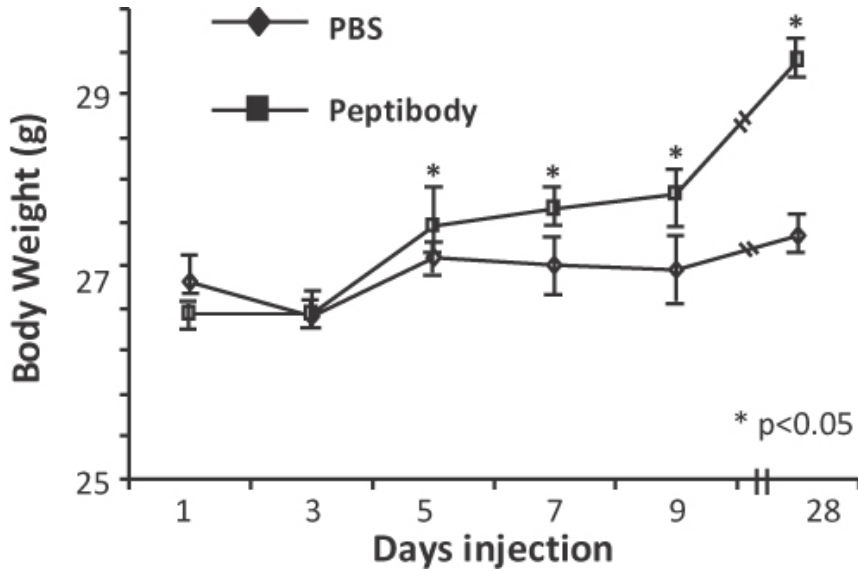 PBS
Peptibody
Body Weight (g)
29
27
25
*
*
*
*
* p<0.05
1 3 5 7 9 28
Days injection